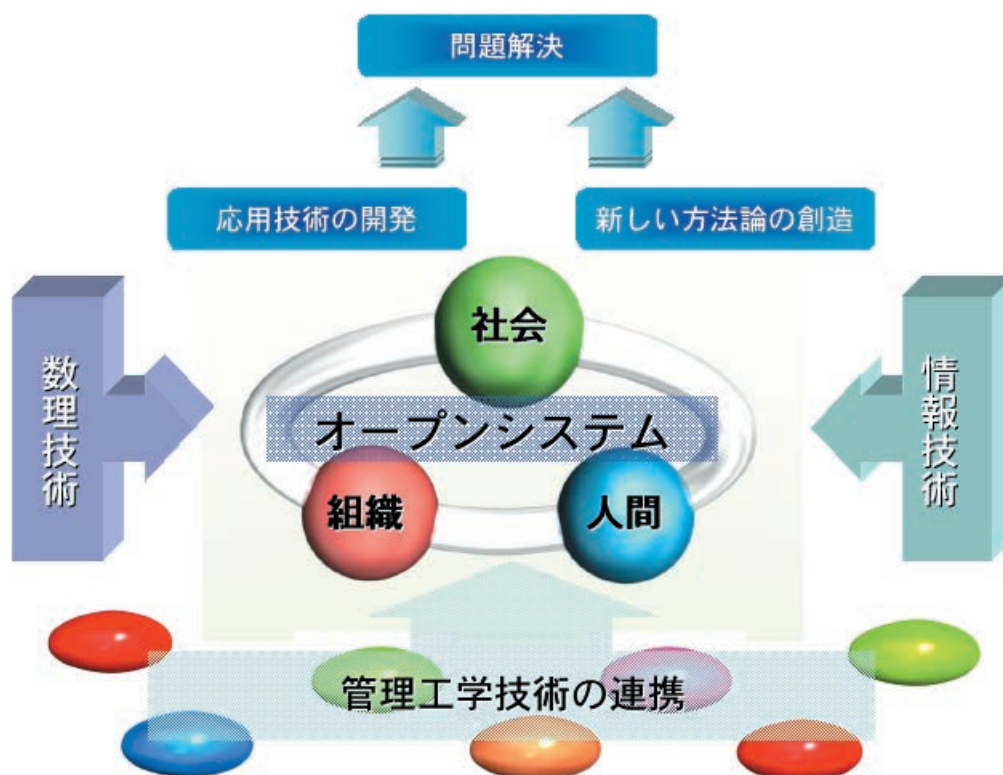 問題解決
応用技術の開発
新しい方法論の創造
社会
数理技術
オープンシステム
情報技術
組織
人間
管理工学技術の連携